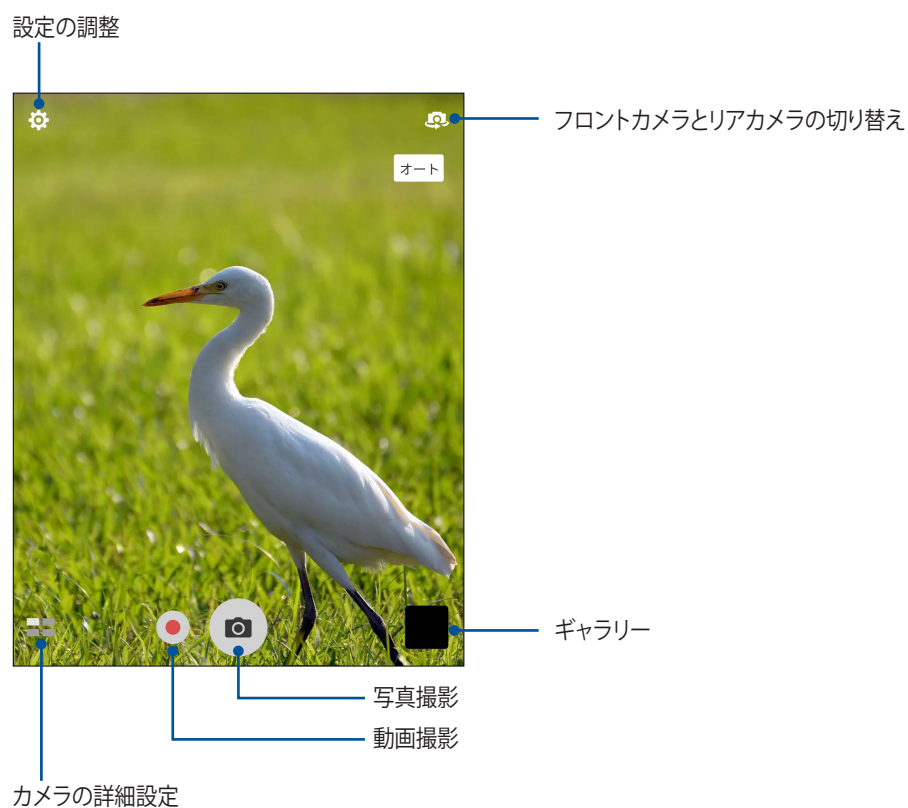 設定の調整
フロントカメラとリアカメラの切り替え
オート
ギャラリー
写真撮影
動画撮影
カメラの詳細設定